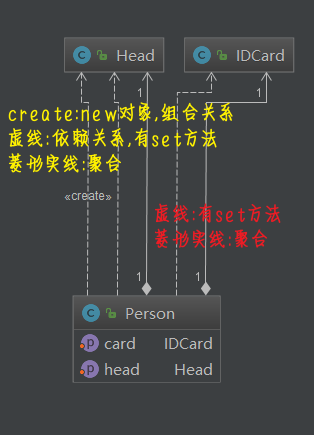 Head
IDCard
1
1
create:new对象,组合关系
虚线:依赖关系,有set方法
菱形实线:聚合
«create»
虚线:有set方法
菱形实线:聚合
1
1
Person
card IDCard
head Head